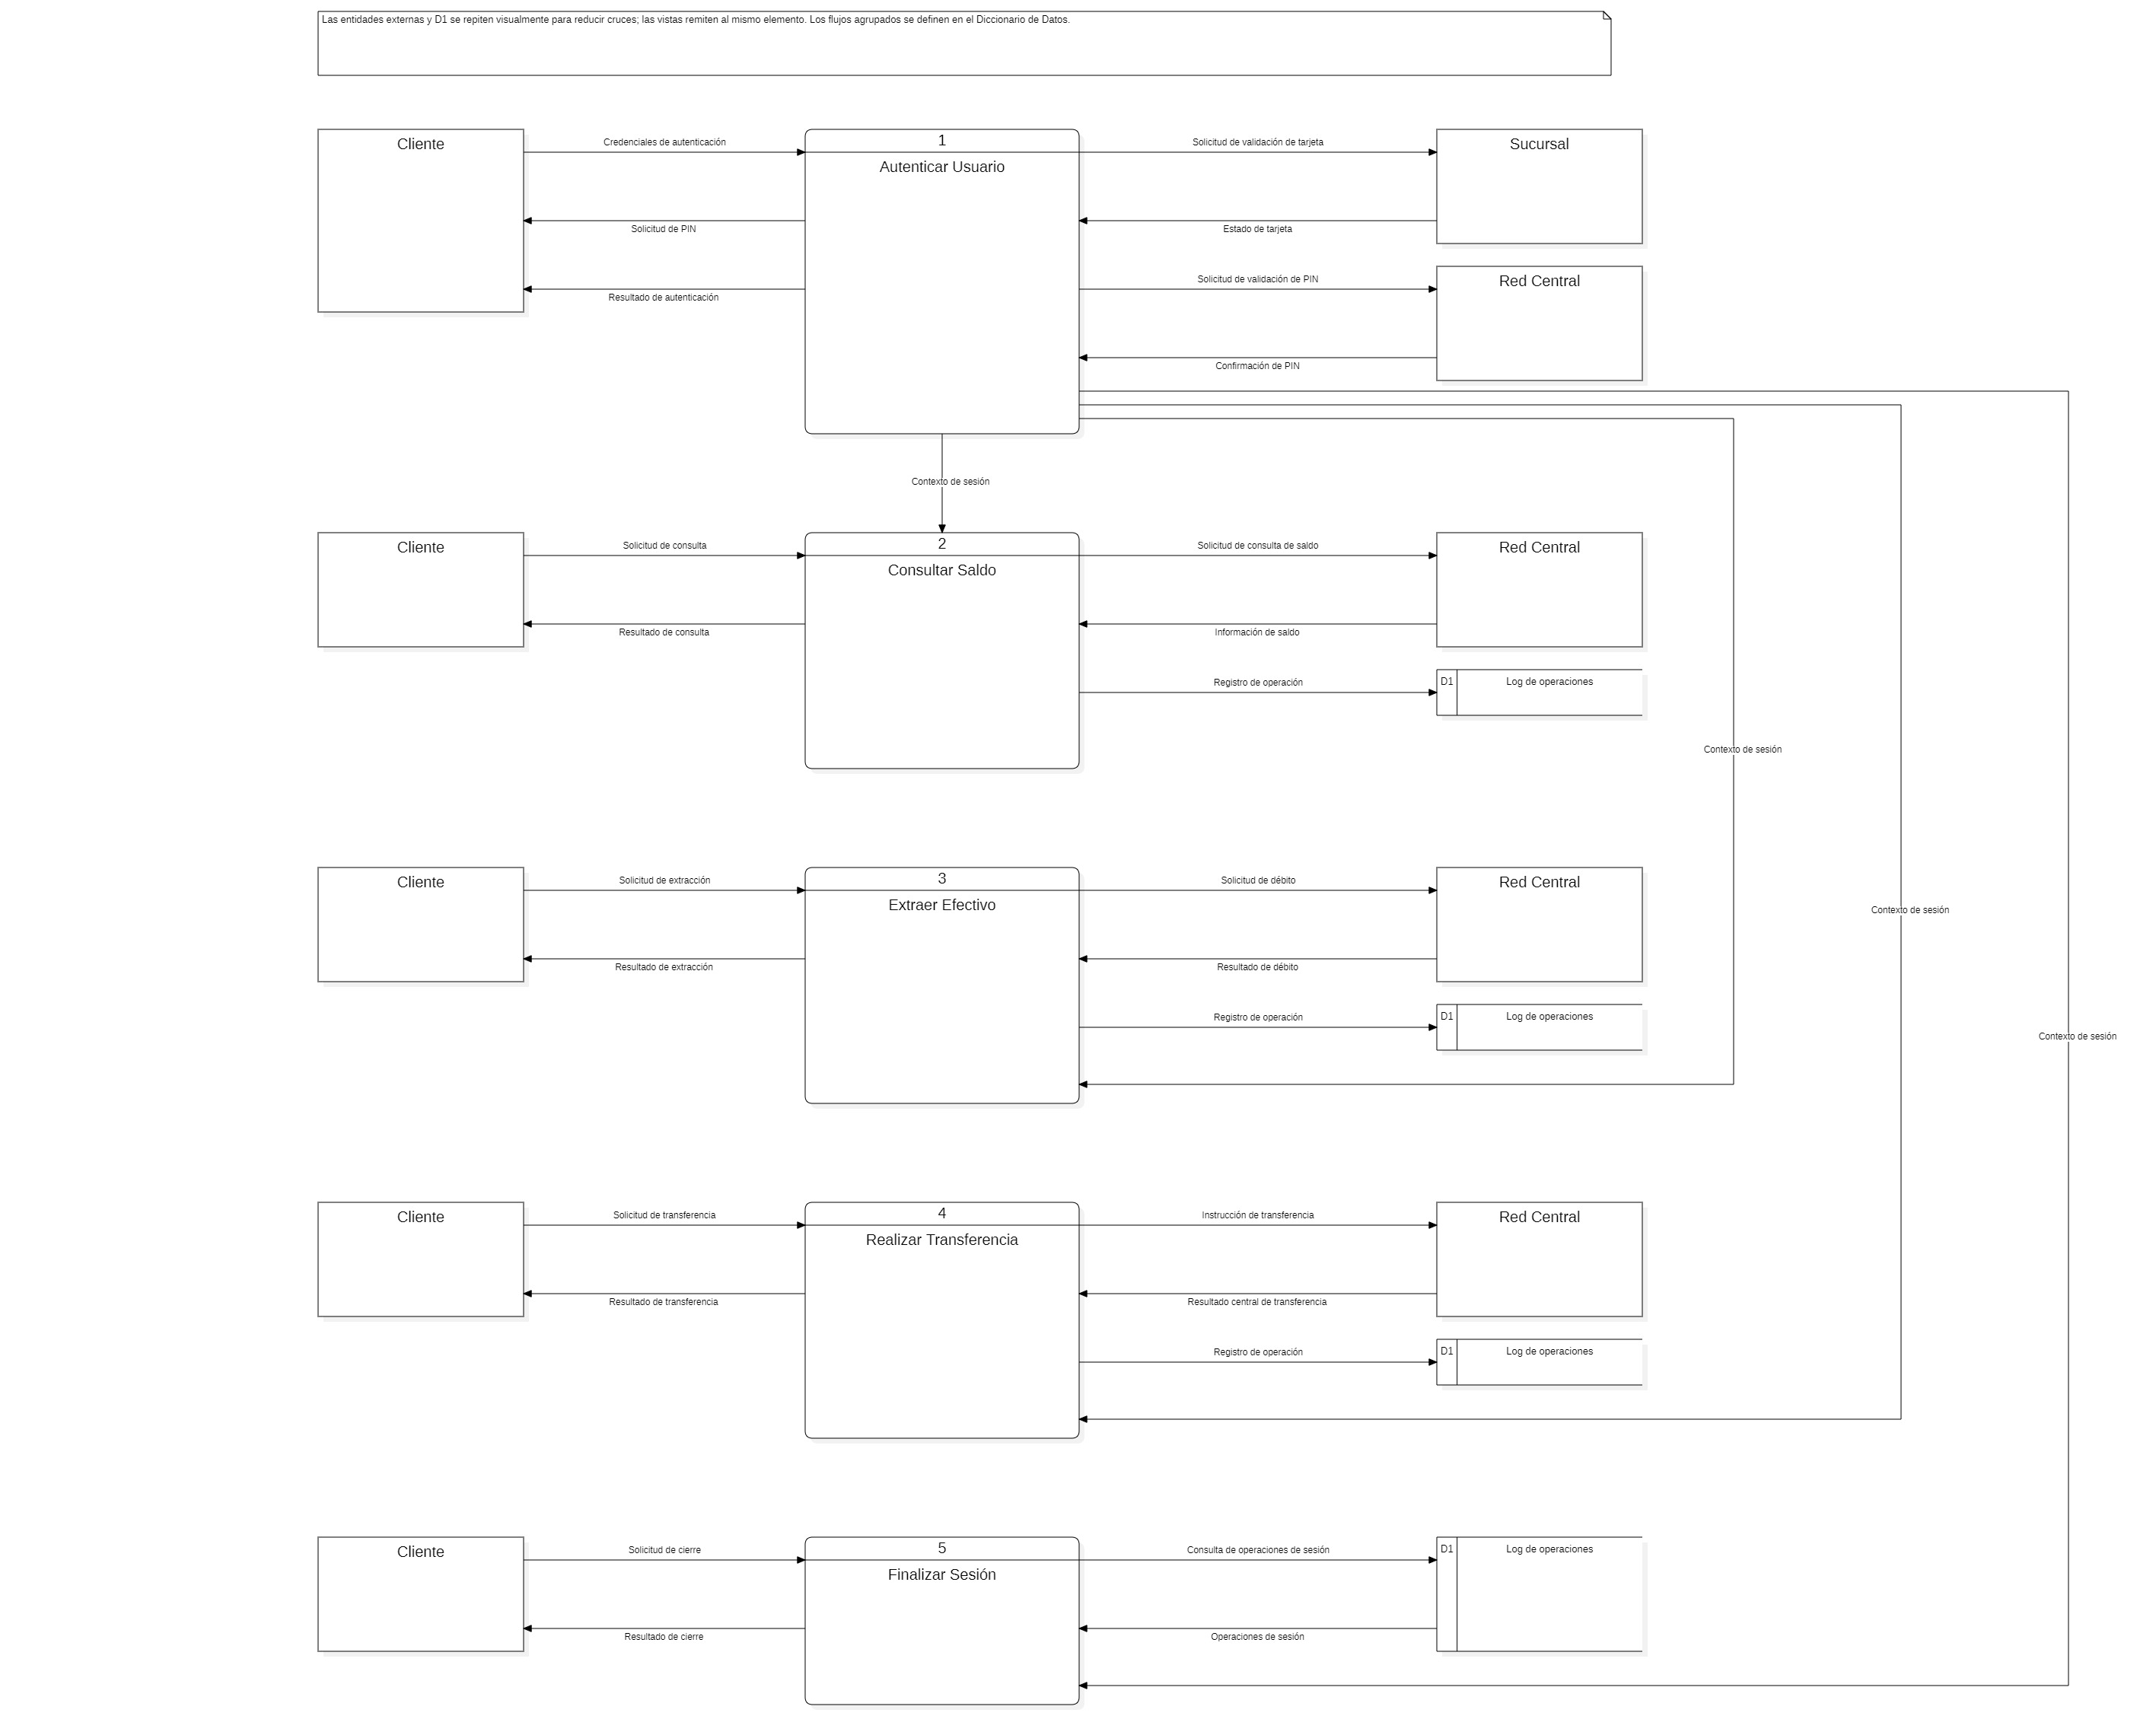 Las entidades externas y D1 se repiten visualmente para reducir cruces; las vistas remiten al mismo elemento. Los flujos agrupados se definen en el Diccionario de Datos.
Cliente
Credenciales de autenticación
1
Autenticar Usuario
Solicitud de validación de tarjeta
Sucursal
Solicitud de PIN
Estado de tarjeta
Resultado de autenticación
Solicitud de validación de PIN
Red Central
Confirmación de PIN
Contexto de sesión
Cliente
Solicitud de consulta
2
Consultar Saldo
Solicitud de consulta de saldo
Red Central
Resultado de consulta
Información de saldo
Registro de operación
D1
Log de operaciones
Contexto de sesión
Cliente
Solicitud de extracción
3
Extraer Efectivo
Solicitud de débito
Red Central
Contexto de sesión
Resultado de extracción
Resultado de débito
Registro de operación
D1
Log de operaciones
Contexto de sesión
Cliente
Solicitud de transferencia
4
Realizar Transferencia
Instrucción de transferencia
Red Central
Resultado de transferencia
Resultado central de transferencia
Registro de operación
D1
Log de operaciones
Cliente
Solicitud de cierre
5
Finalizar Sesión
Consulta de operaciones de sesión
D1
Log de operaciones
Resultado de cierre
Operaciones de sesión